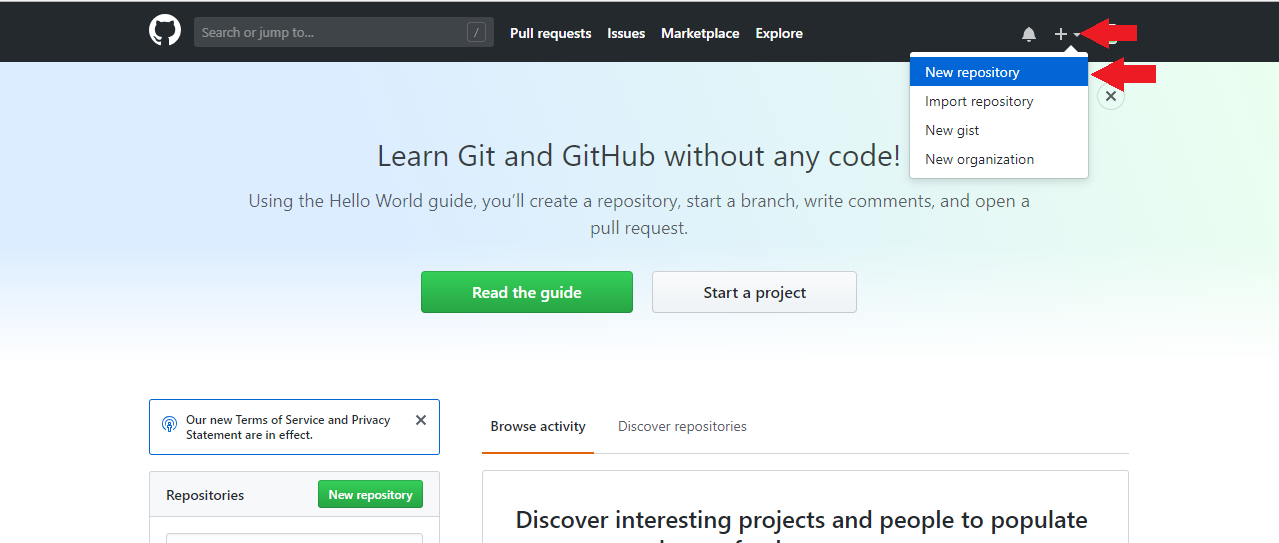 Search or jump to...
/
Pull requests
Issues
Marketplace
Explore
New repository
Import repository
New gist
New organization
Learn Git and GitHub without any code!
Using the Hello World guide, you’ll create a repository, start a branch, write comments, and open a
pull request.
Read the guide
Start a project
Our new Terms of Service and Privacy
Statement are in effect.
Browse activity
Discover repositories
Repositories
New repository
Discover interesting projects and people to populate